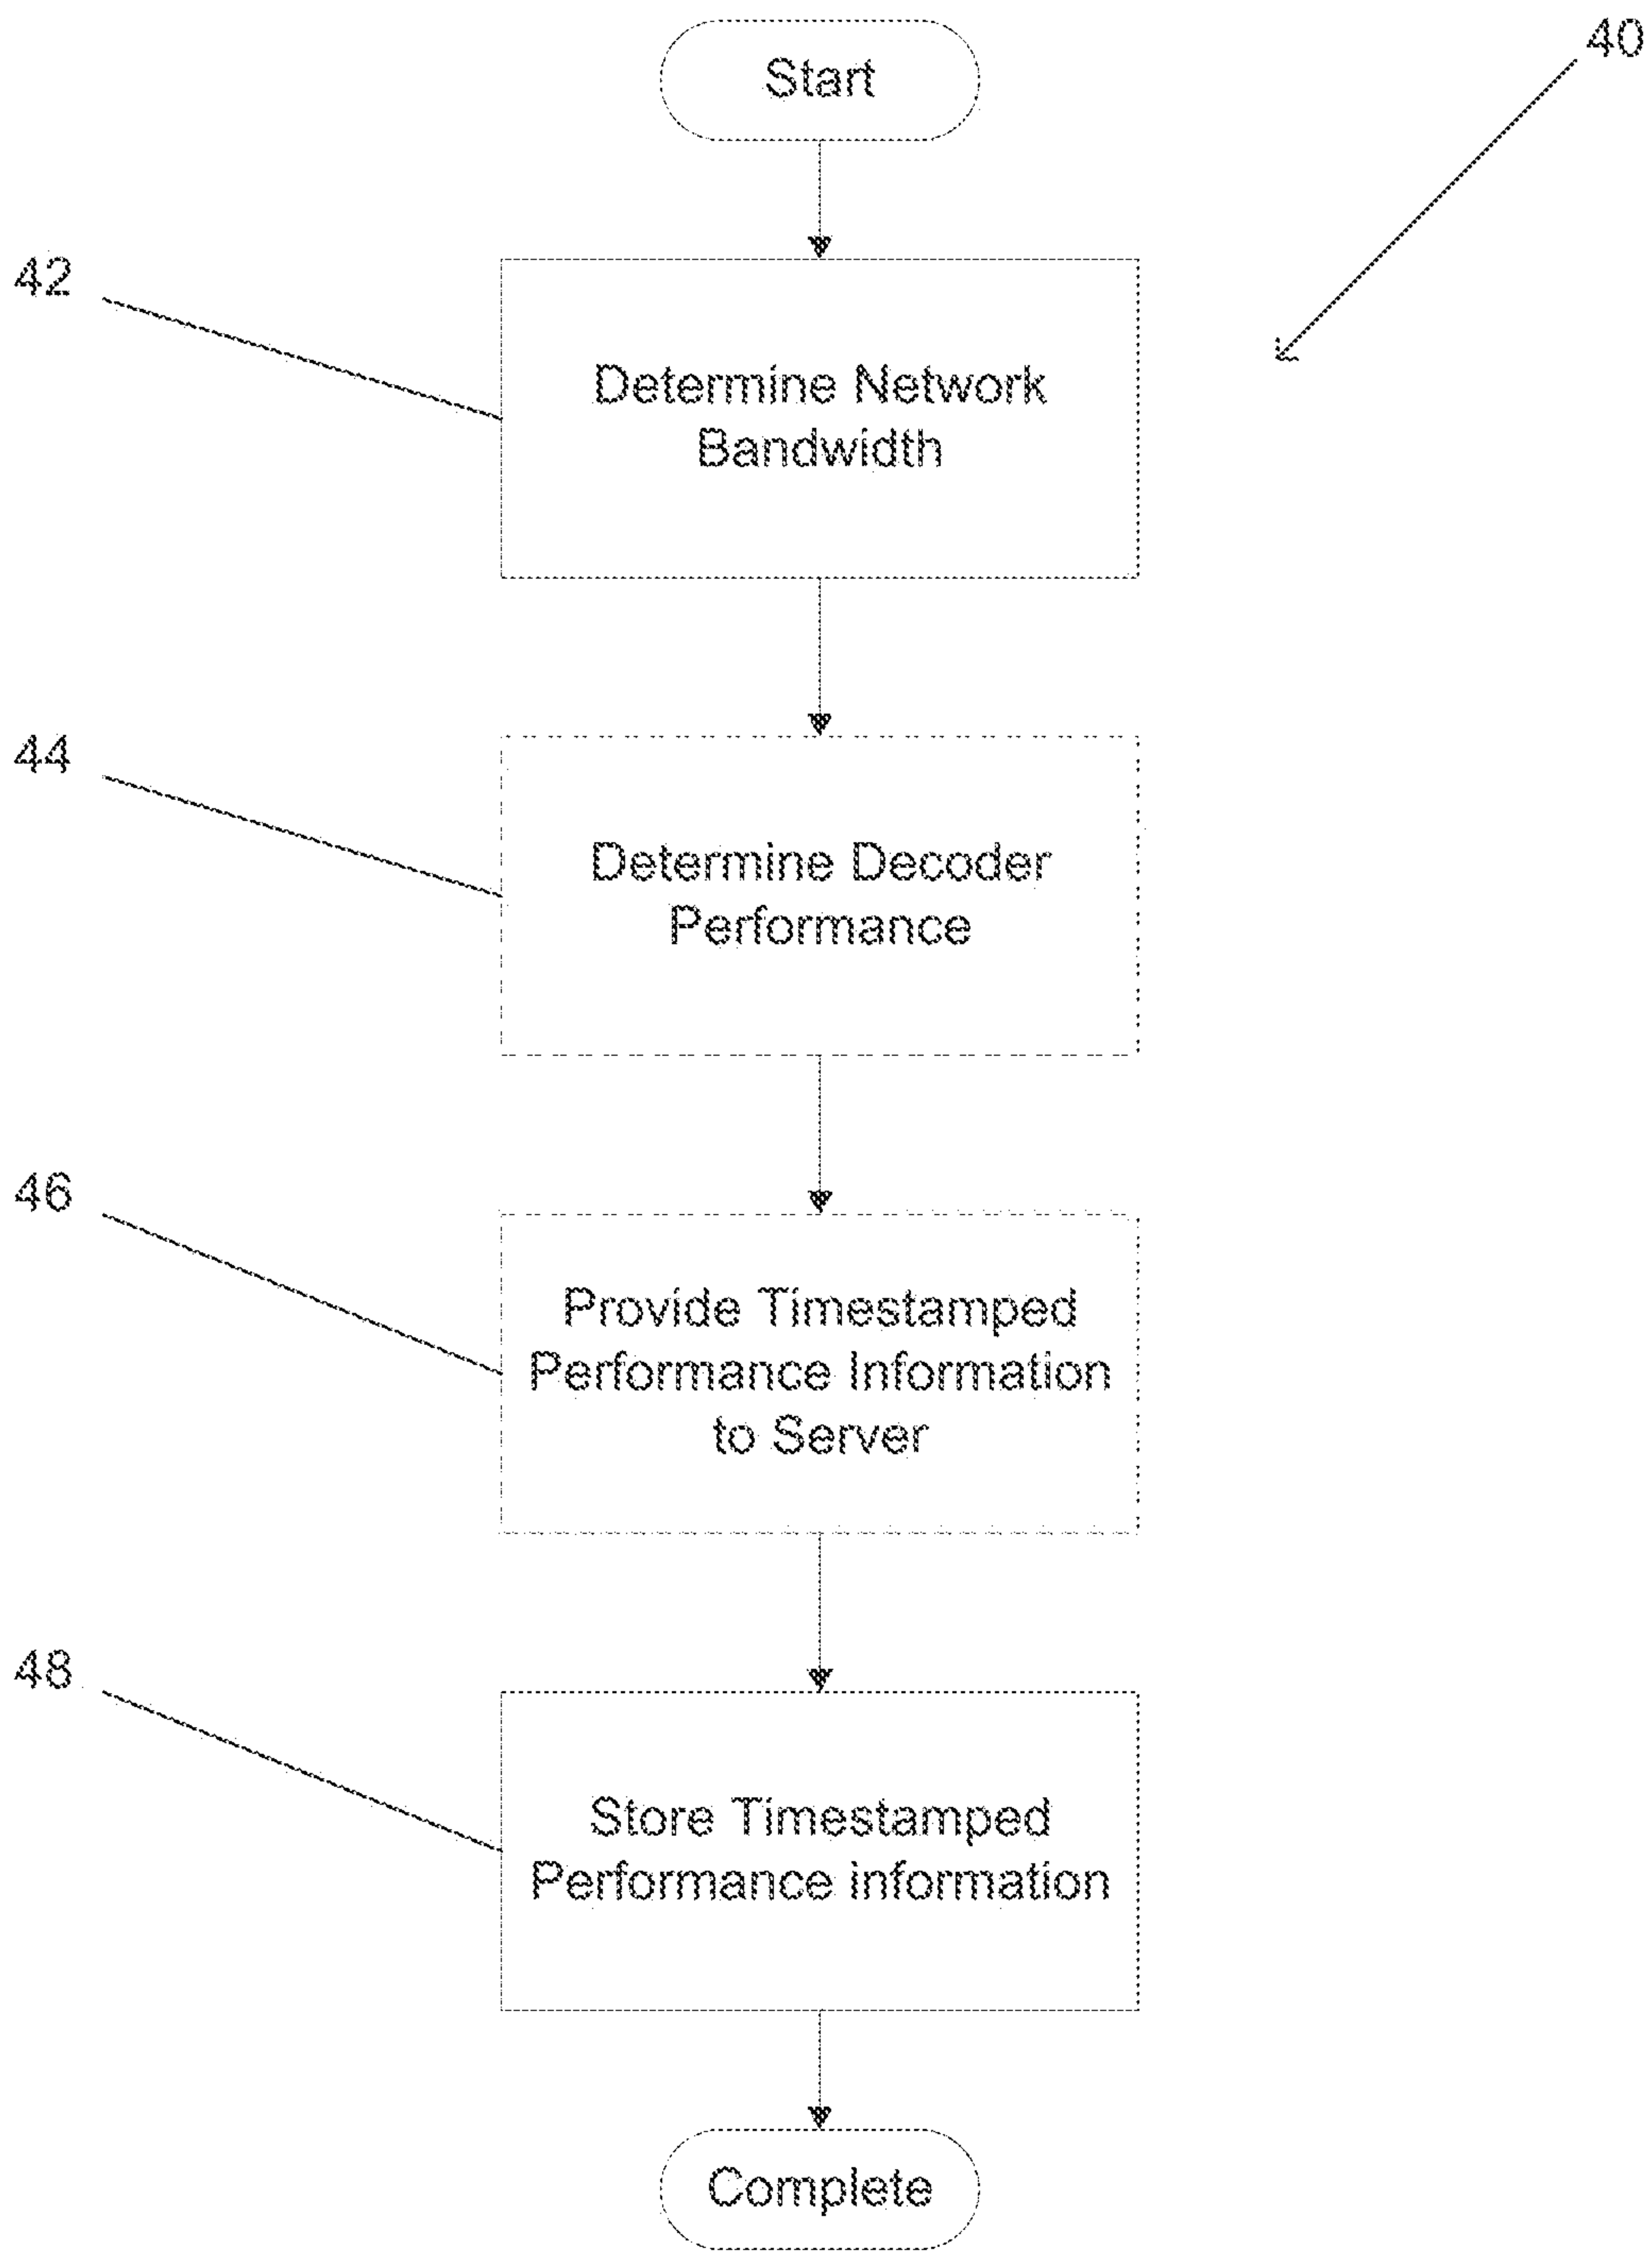 Start
40
42
Determine Network
Bandwidth
44
Determine Decoder
Performance
46
Provide Timestamped
Performance Information
to Server
48
Store Timestamped
Performance information
Complete